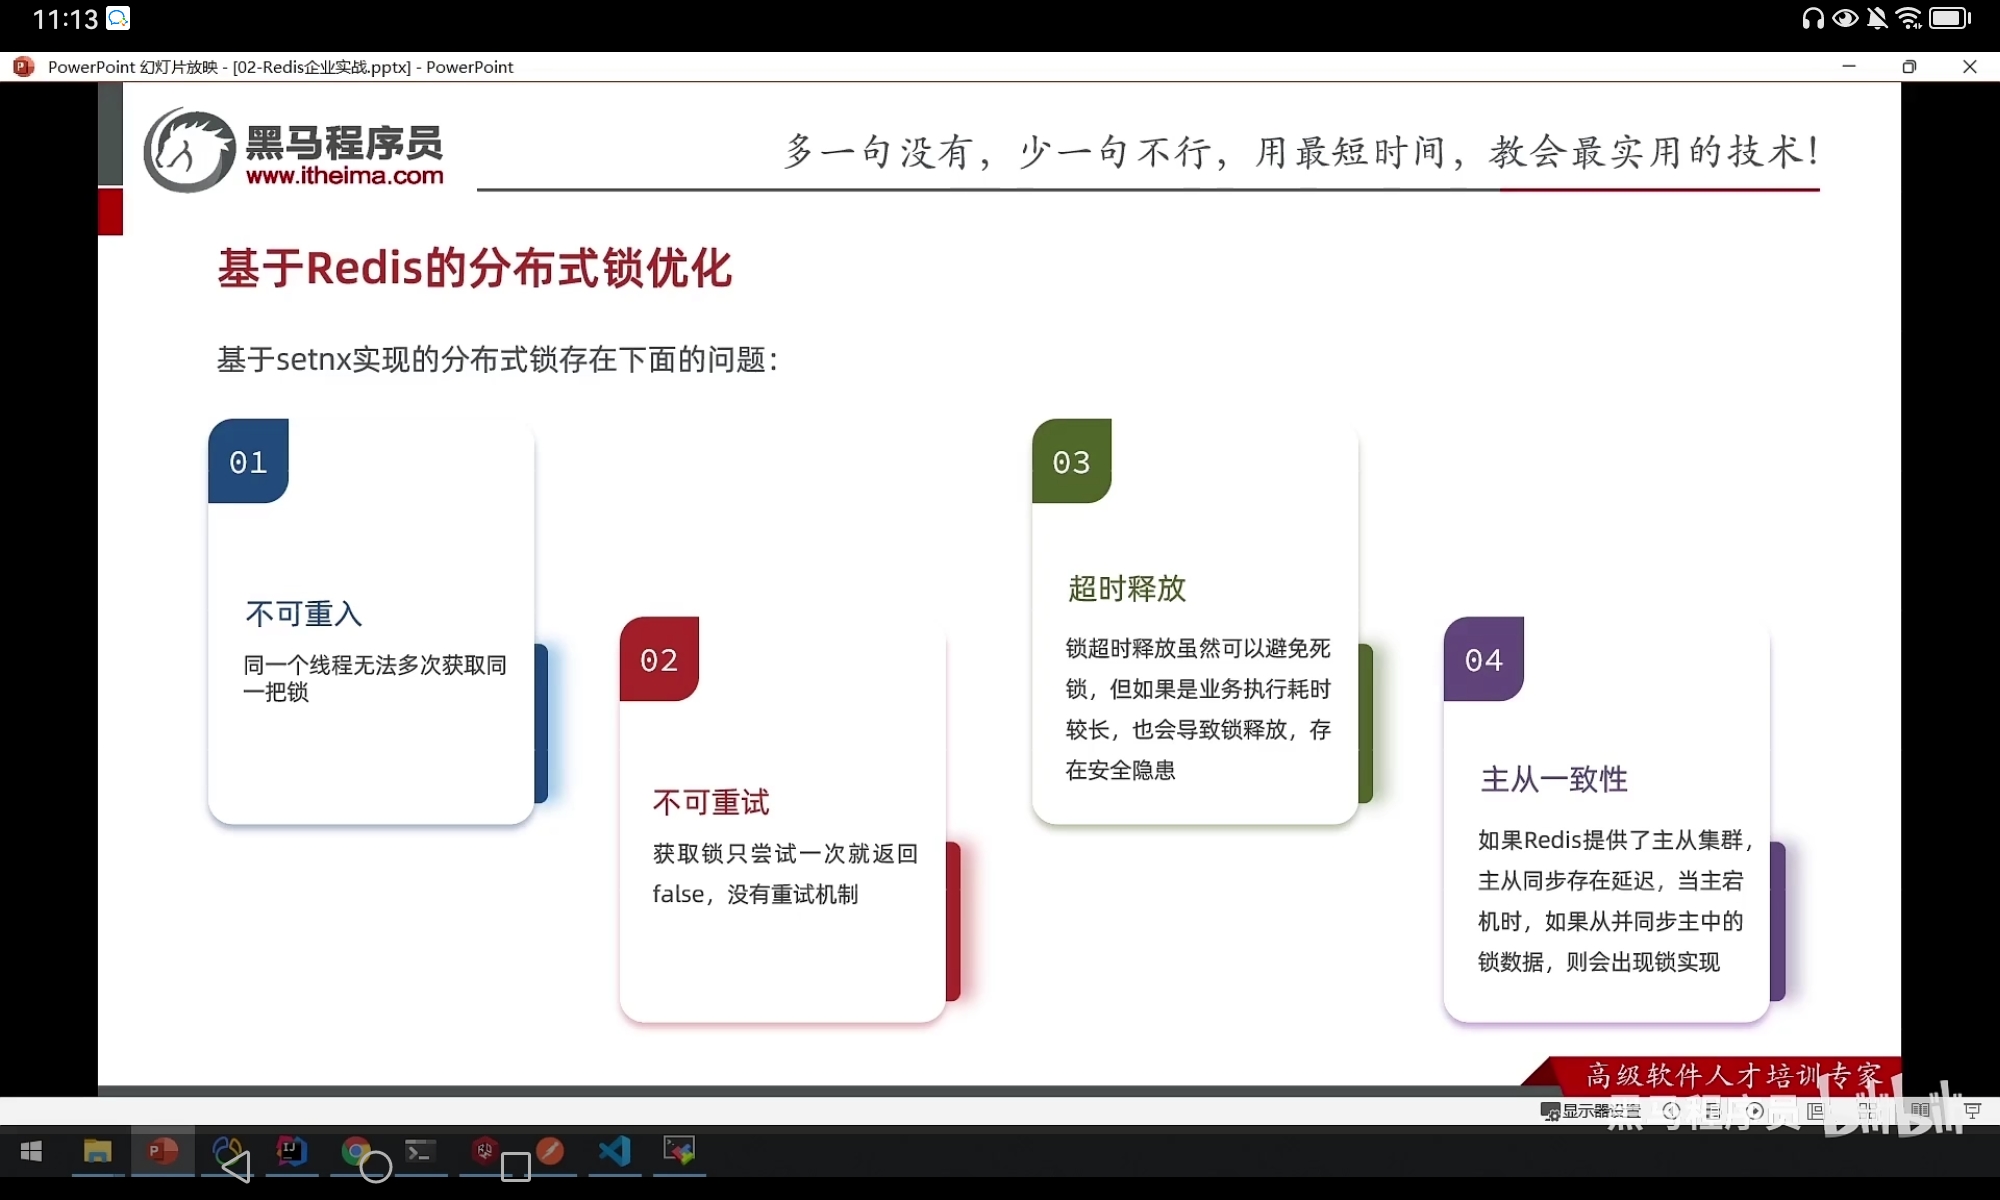 11:13
PowerPoint 幻灯片放映 - [02-Redis企业实战.pptx] - PowerPoint
黑马程序员
www.itheima.com
多一句没有，少一句不行，用最短时间，教会最实用的技术！
基于Redis的分布式锁优化
基于setnx实现的分布式锁存在下面的问题：
01
不可重入
同一个线程无法多次获取同
一把锁
02
不可重试
获取锁只尝试一次就返回
false，没有重试机制
03
超时释放
锁超时释放虽然可以避免死
锁，但如果是业务执行耗时
较长，也会导致锁释放，存
在安全隐患
04
主从一致性
如果Redis提供了主从集群，
主从同步存在延迟，当主宕
机时，如果从并同步主中的
锁数据，则会出现锁实现
高级软件人才培训专家
显示器设置
黑马程序员 bilibili